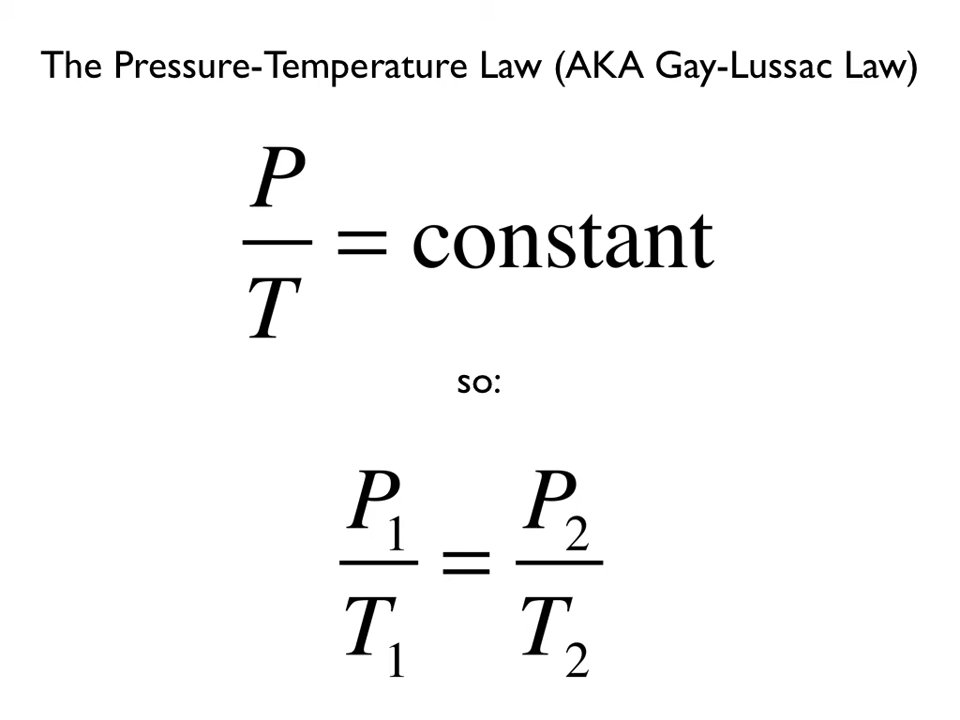 The Pressure-Temperature Law (AKA Gay-Lussac Law)
P/T = constant
so:
P₁/T₁ = P₂/T₂